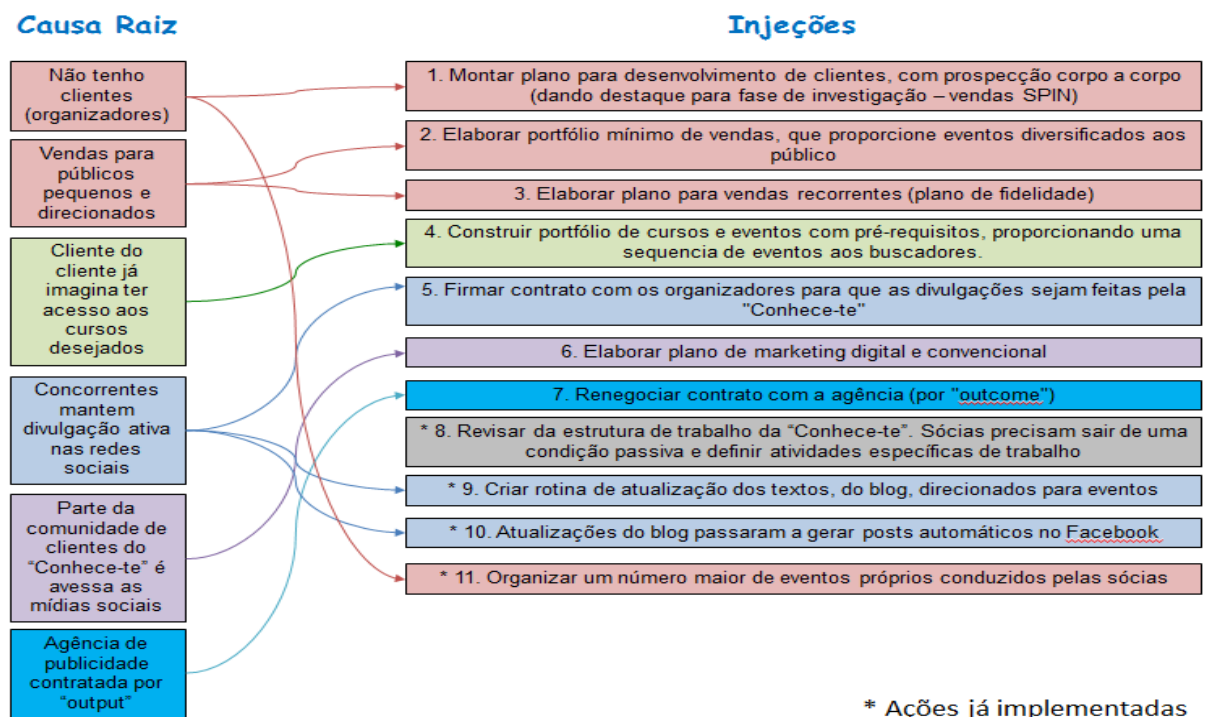 Causa Raiz
Injeções
Não tenho
clientes
(organizadores)
Vendas para
públicos
pequenos e
direcionados
Cliente do
cliente já
imagina ter
acesso aos
cursos
desejados
Concorrentes
mantem
divulgação ativa
nas redes
sociais
Parte da
comunidade de
clientes do
“Conhece-te” é
avessa as
mídias sociais
Agência de
publicidade
contratada por
“output”
1. Montar plano para desenvolvimento de clientes, com prospecção corpo a corpo
(dando destaque para fase de investigação – vendas SPIN)
2. Elaborar portfólio mínimo de vendas, que proporcione eventos diversificados aos
público
3. Elaborar plano para vendas recorrentes (plano de fidelidade)
4. Construir portfólio de cursos e eventos com pré-requisitos, proporcionando uma
sequencia de eventos aos buscadores.
5. Firmar contrato com os organizadores para que as divulgações sejam feitas pela
"Conhece-te"
6. Elaborar plano de marketing digital e convencional
7. Renegociar contrato com a agência (por "outcome")
* 8. Revisar da estrutura de trabalho da “Conhece-te”. Sócias precisam sair de uma
condição passiva e definir atividades específicas de trabalho
* 9. Criar rotina de atualização dos textos, do blog, direcionados para eventos
* 10. Atualizações do blog passaram a gerar posts automáticos no Facebook
* 11. Organizar um número maior de eventos próprios conduzidos pelas sócias
* Ações já implementadas